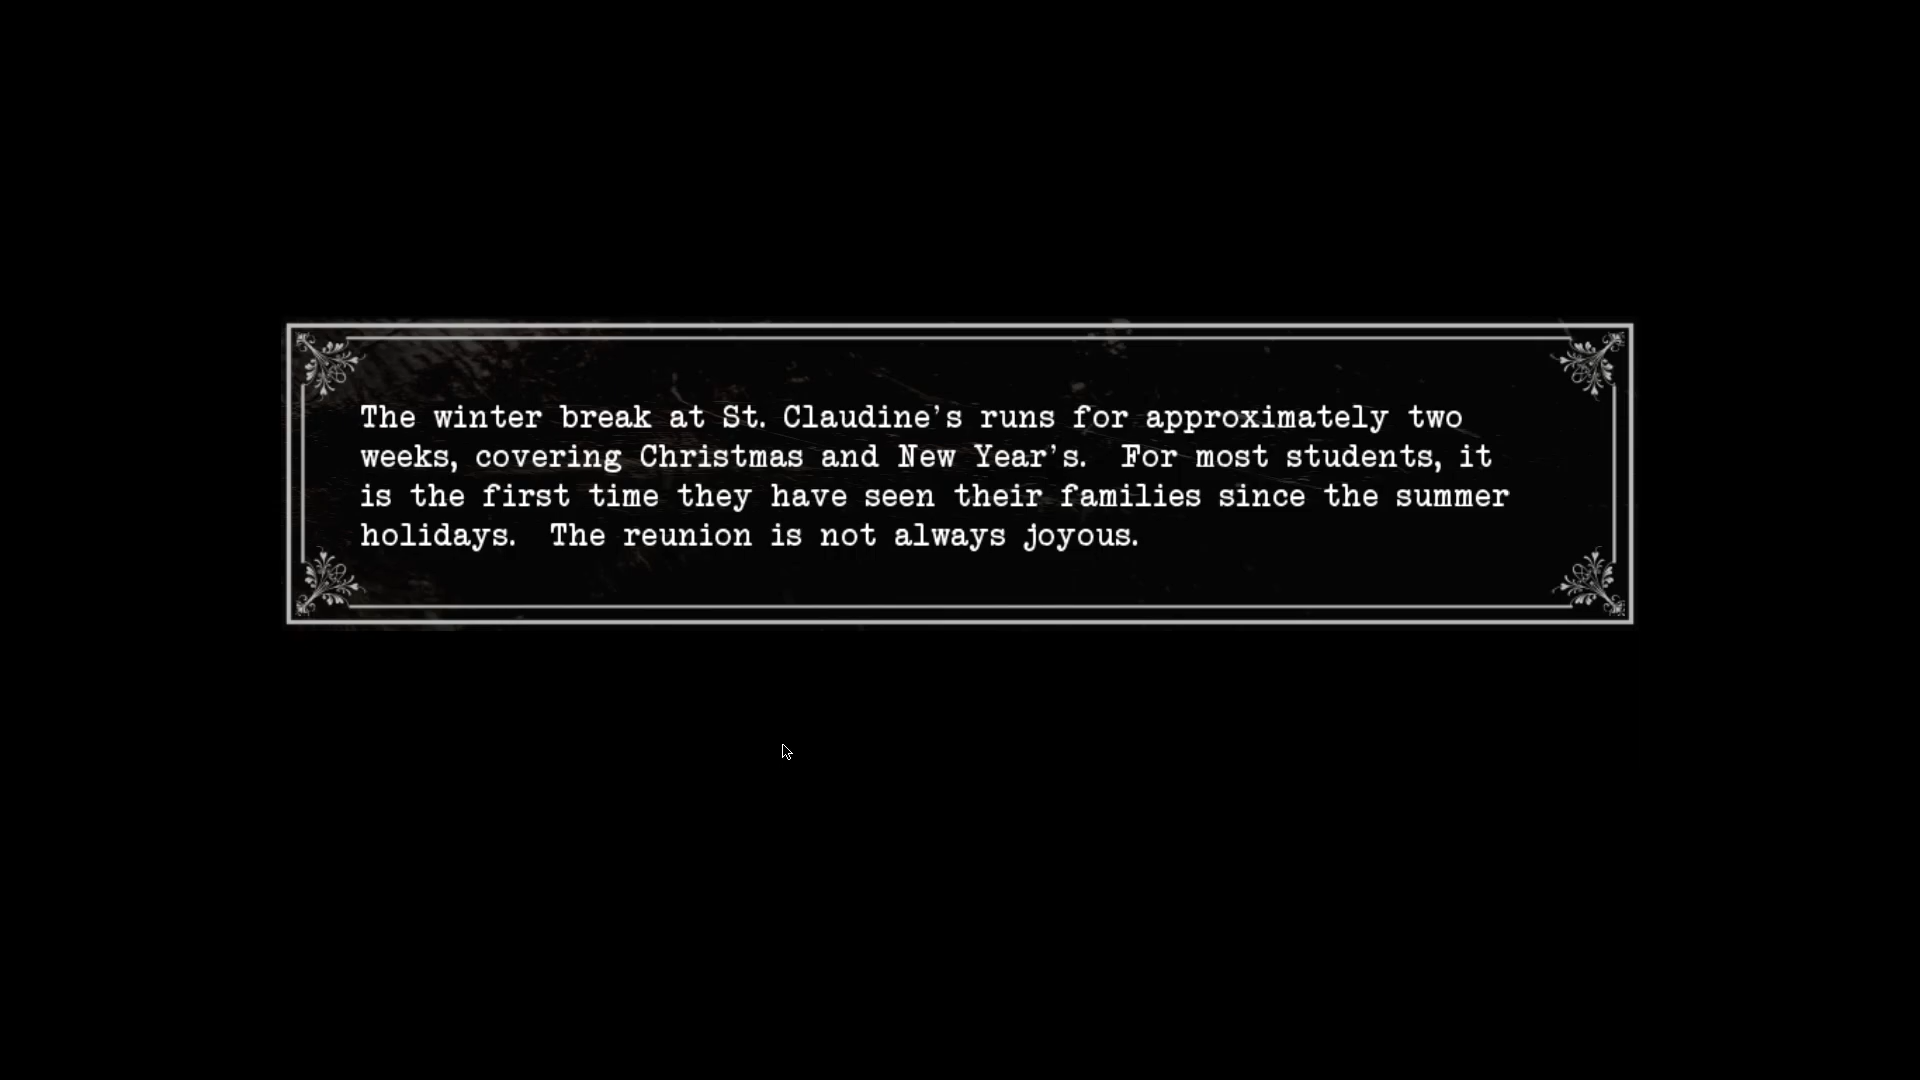 The winter break at St. Claudine's runs for approximately two
weeks, covering Christmas and New Year's.  For most students, it
is the first time they have seen their families since the summer
holidays.  The reunion is not always joyous.